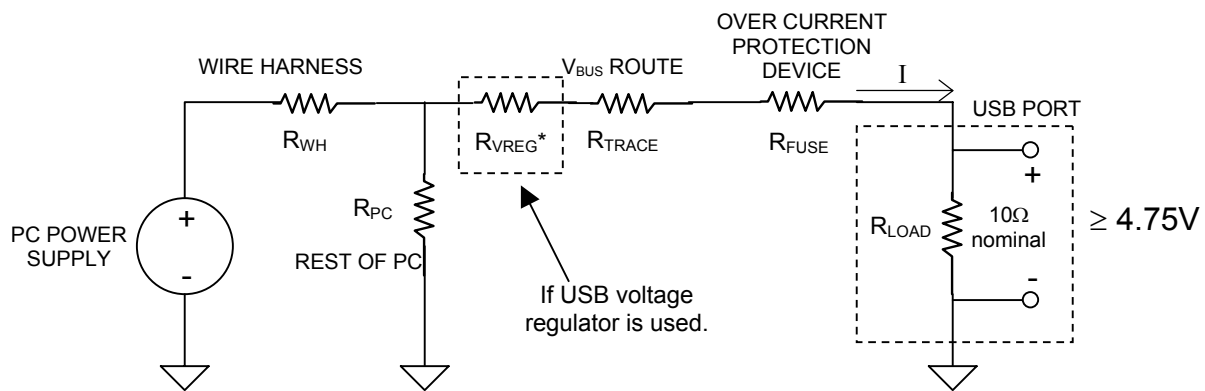 OVER CURRENT
PROTECTION
DEVICE
WIRE HARNESS
VBUS ROUTE
I
USB PORT
RWH
RVREG*
RTRACE
RFUSE
+
RPC
RLOAD
10Ω
nominal
≥ 4.75V
PC POWER
SUPPLY
+
-
REST OF PC
-
If USB voltage
regulator is used.